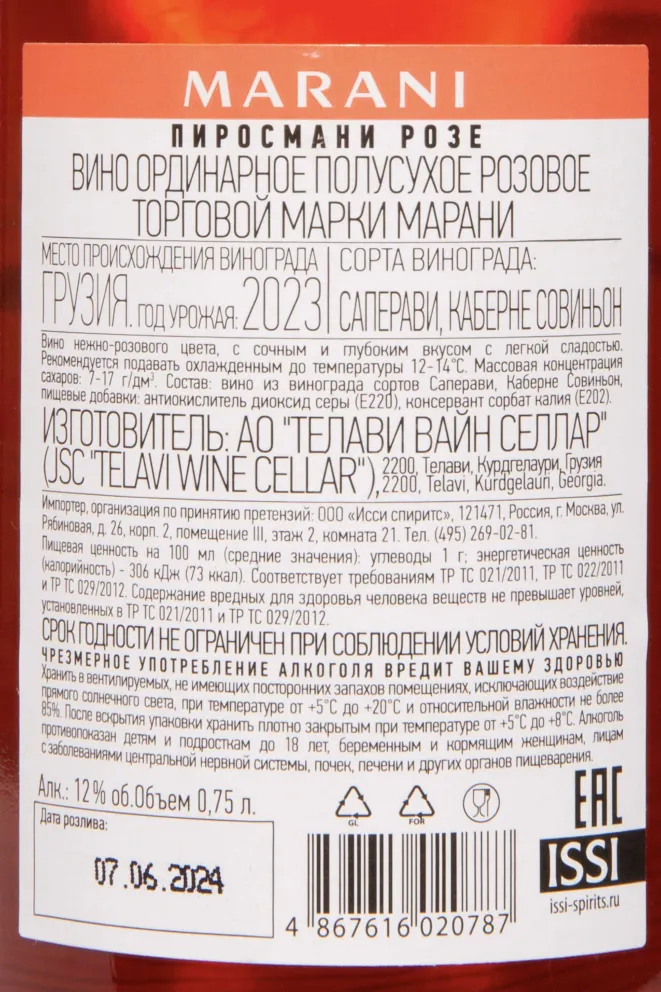 MARANI
ПИРОСМАНИ РОЗЕ
ВИНО ОРДИНАРНОЕ ПОЛУСУХОЕ РОЗОВОЕ
ТОРГОВОЙ МАРКИ МАРАНИ
МЕСТО ПРОИСХОЖДЕНИЯ ВИНОГРАДА
ГРУЗИЯ. ГОД УРОЖАЯ: 2023
СОРТА ВИНОГРАДА:
САПЕРАВИ, КАБЕРНЕ СОВИНЬОН
Вино нежно-розового цвета, с сочным и глубоким вкусом с легкой сладостью.
Рекомендуется подавать охлажденным до температуры 12-14°С. Массовая концентрация
сахаров: 7-17 г/дм³. Состав: вино из винограда сортов Саперави, Каберне Совиньон,
пищевые добавки: антиокислитель диоксид серы (Е220), консервант сорбат калия (Е202).
ИЗГОТОВИТЕЛЬ: АО "ТЕЛАВИ ВАЙН СЕЛЛАР"
(JSC "TELAVI WINE CELLAR"), 2200, Телави, Курдгелаури, Грузия
2200, Telavi, Kurdgelauri, Georgia.
Импортер, организация по принятию претензий: ООО «Исси спиритс», 121471, Россия, г. Москва, ул.
Рябиновая, д. 26, корп. 2, помещение III, этаж 2, комната 21. Тел. (495) 269-02-81.
Пищевая ценность на 100 мл (средние значения): углеводы 1 г; энергетическая ценность
(калорийность) - 306 кДж (73 ккал). Соответствует требованиям ТР ТС 021/2011, ТР ТС 022/2011
и ТР ТС 029/2012. Содержание вредных для здоровья человека веществ не превышает уровней,
установленных в ТР ТС 021/2011 и ТР ТС 029/2012.
СРОК ГОДНОСТИ НЕ ОГРАНИЧЕН ПРИ СОБЛЮДЕНИИ УСЛОВИЙ ХРАНЕНИЯ.
ЧРЕЗМЕРНОЕ УПОТРЕБЛЕНИЕ АЛКОГОЛЯ ВРЕДИТ ВАШЕМУ ЗДОРОВЬЮ
Хранить в вентилируемых, не имеющих посторонних запахов помещениях, исключающих воздействие
прямого солнечного света, при температуре от +5°С до +20°С и относительной влажности не более
85%. После вскрытия упаковки хранить плотно закрытым при температуре от +5°С до +8°С. Алкоголь
противопоказан детям и подросткам до 18 лет, беременным и кормящим женщинам, лицам
с заболеваниями центральной нервной системы, почек, печени и других органов пищеварения.
Алк.: 12% об.Объем 0,75 л.
Дата розлива:
07.06.2024
GL
FOR
EAC
ISSI
issi-spirits.ru
4 867616 020787